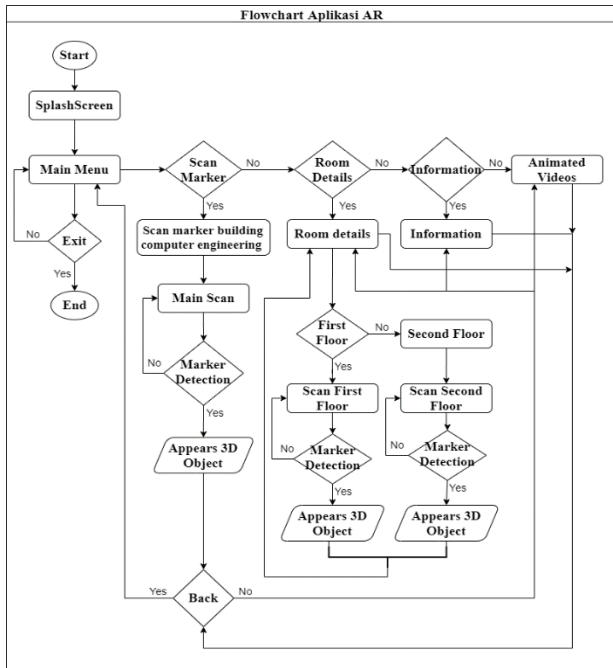 Flowchart Aplikasi AR
Start
SplashScreen
Main Menu
Exit
No
Yes
End
Scan
Marker
No
Yes
Scan marker building
computer engineering
Main Scan
Marker
Detection
No
Yes
Appears 3D
Object
Room
Details
No
Yes
Room details
First
Floor
No
Yes
Second Floor
Scan First
Floor
Marker
Detection
No
Yes
Appears 3D
Object
Scan Second
Floor
Marker
Detection
No
Yes
Appears 3D
Object
Information
No
Yes
Information
Animated
Videos
Back
Yes
No